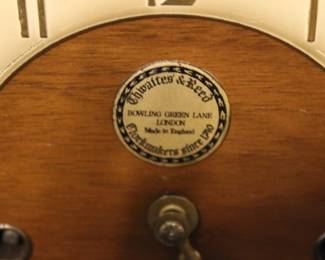 Thwaites & Reed
BOWLING GREEN LANE
LONDON
Made in England
Clockmakers since 1740